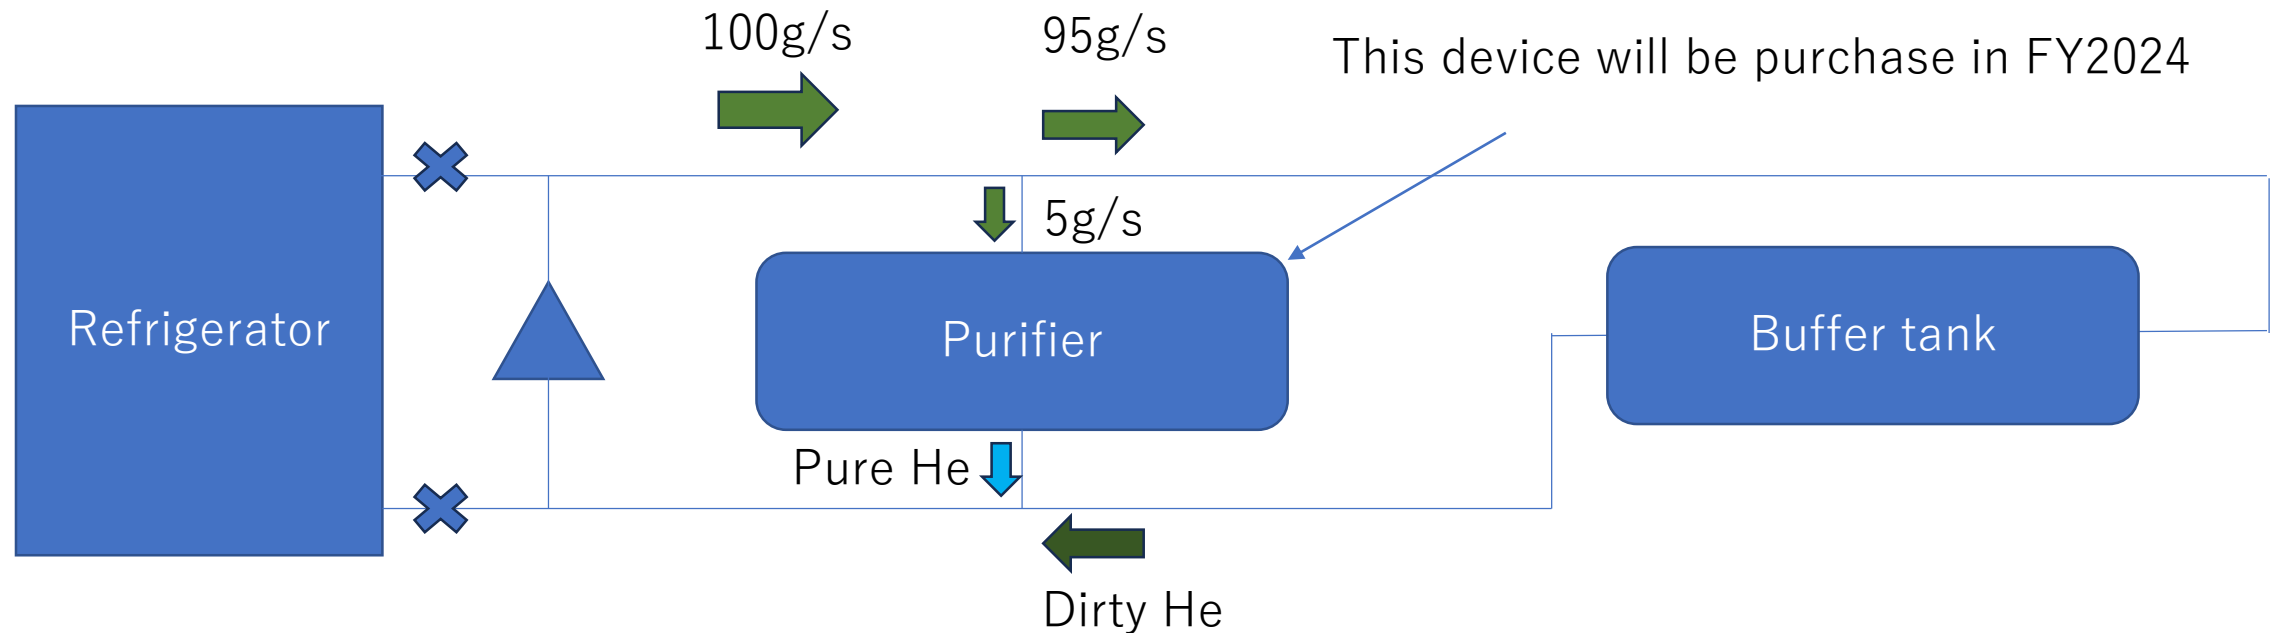 100g/s
95g/s
This device will be purchase in FY2024
5g/s
Refrigerator
Purifier
Buffer tank
Pure He
Dirty He